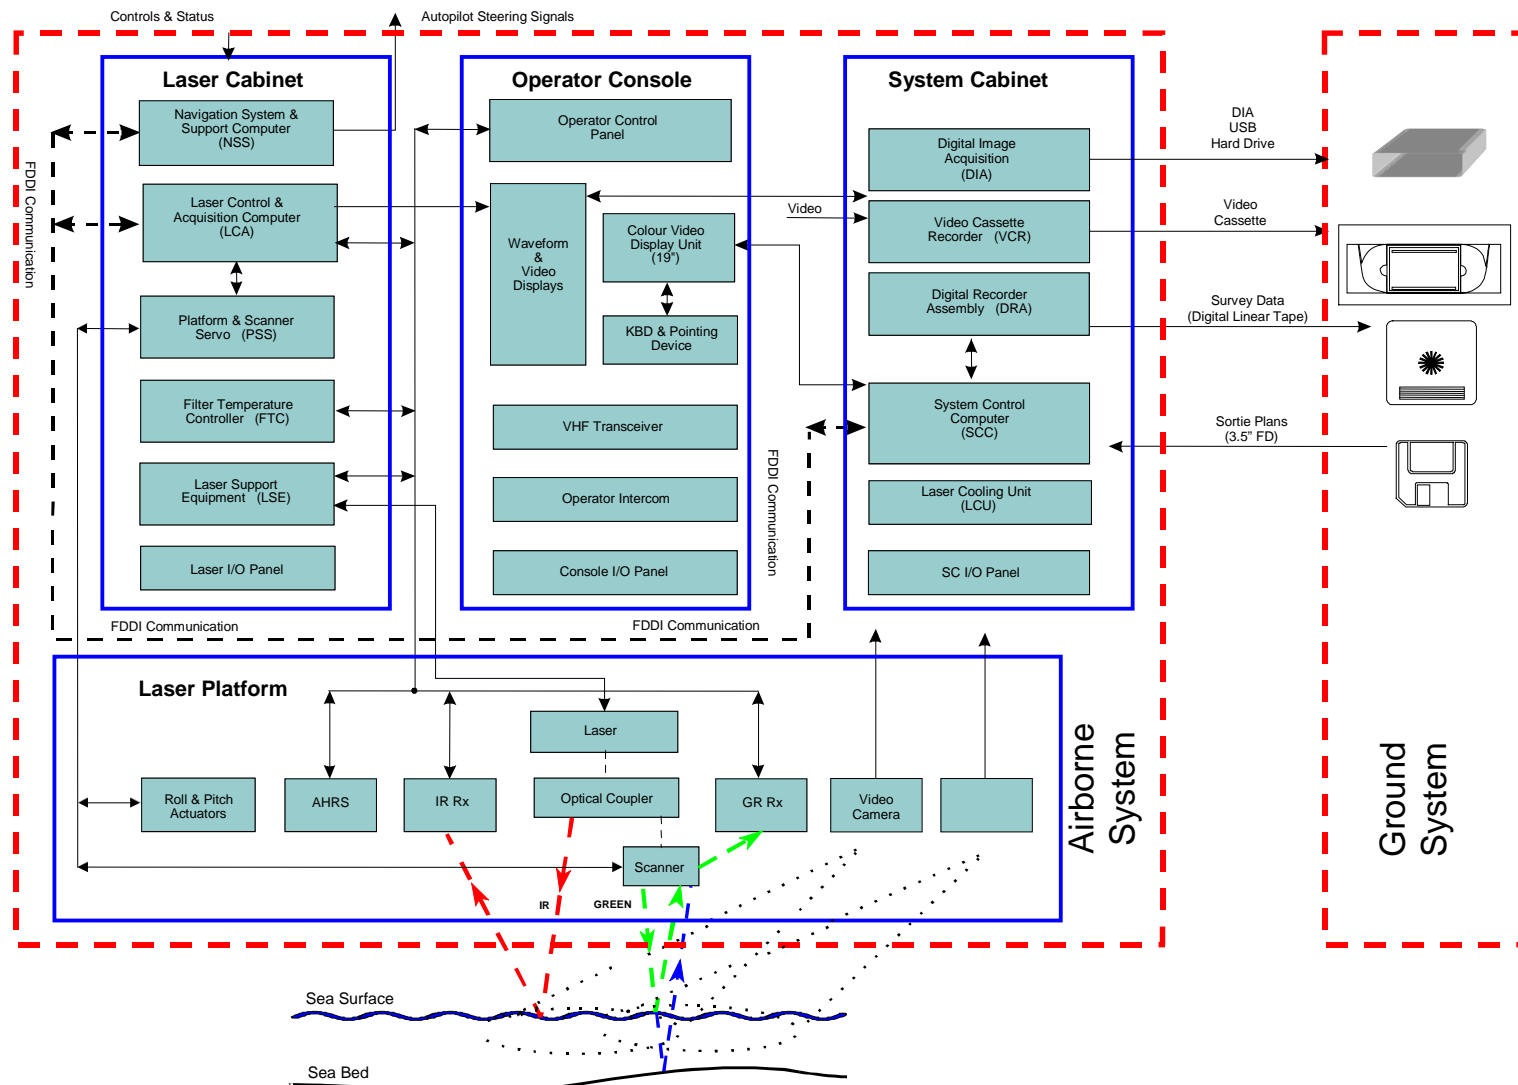 Controls & Status
Autopilot Steering Signals
Laser Cabinet
Navigation System &
Support Computer
(NSS)
Laser Control &
Acquisition Computer
(LCA)
Platform & Scanner
Servo (PSS)
Filter Temperature
Controller (FTC)
Laser Support
Equipment (LSE)
Laser I/O Panel
FDDI Communication
FDDI Communication
Operator Console
Operator Control
Panel
Waveform
&
Video
Displays
Colour Video
Display Unit
(19")
KBD & Pointing
Device
VHF Transceiver
Operator Intercom
Console I/O Panel
FDDI Communication
FDDI Communication
Video
System Cabinet
Digital Image
Acquisition
(DIA)
Video Cassette
Recorder (VCR)
Digital Recorder
Assembly (DRA)
System Control
Computer
(SCC)
Laser Cooling Unit
(LCU)
SC I/O Panel
DIA
USB
Hard Drive
Video
Cassette
Survey Data
(Digital Linear Tape)
Sortie Plans
(3.5" FD)
Laser Platform
Laser
Roll & Pitch
Actuators
AHRS
IR Rx
Optical Coupler
GR Rx
Video
Camera
Scanner
IR
GREEN
Airborne
System
Ground
System
Sea Surface
Sea Bed